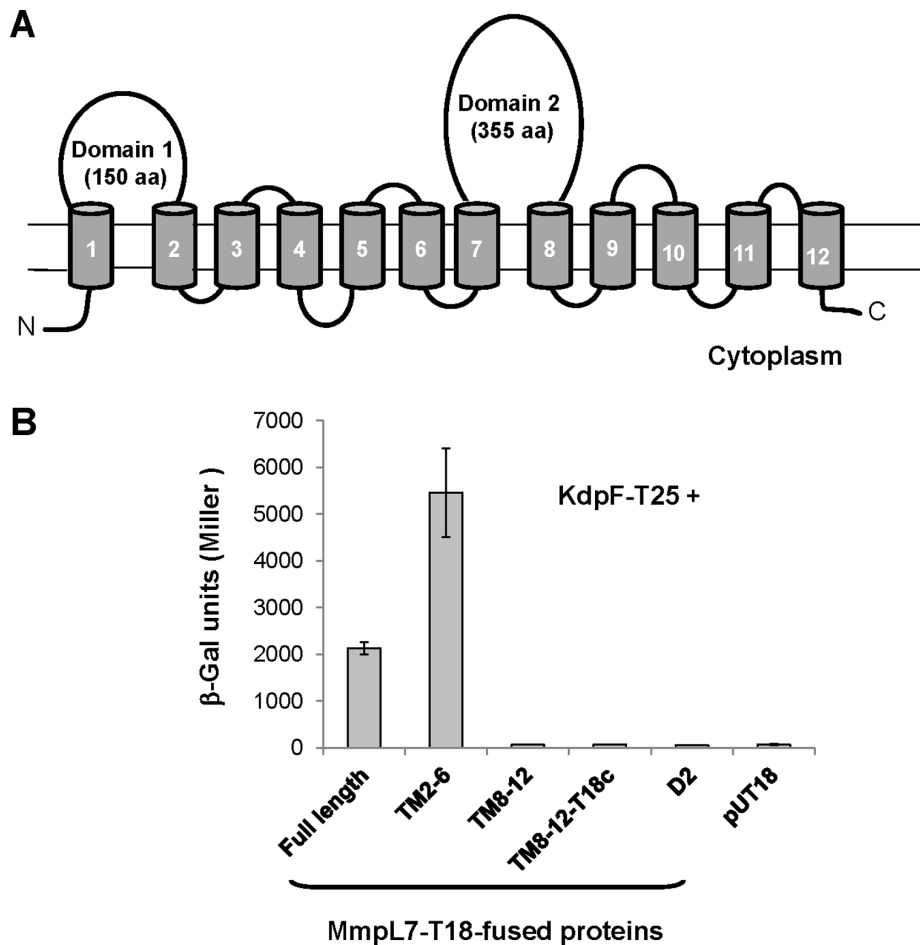 A
Domain 1
(150 aa)
Domain 2
(355 aa)
1 2 3 4 5 6 7 8 9 10 11 12
N
C
Cytoplasm
B
β-Gal units (Miller )
7000
6000
5000
4000
3000
2000
1000
0
KdpF-T25 +
Full length
TM2-6
TM8-12
TM8-12-T18c
D2
pUT18
MmpL7-T18-fused proteins